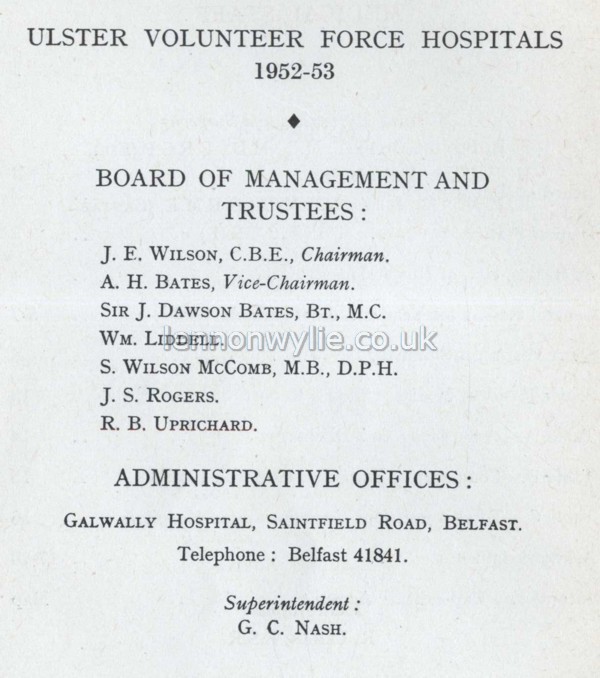 ULSTER VOLUNTEER FORCE HOSPITALS
1952-53
BOARD OF MANAGEMENT AND
TRUSTEES :
J. E. WILSON, C.B.E., Chairman.
A. H. BATES, Vice-Chairman.
SIR J. DAWSON BATES, BT., M.C.
WM. LIDDELL.
lennonwylie.co.uk
S. WILSON MCCOMB, M.B., D.P.H.
J. S. ROGERS.
R. B. UPRICHARD.
ADMINISTRATIVE OFFICES :
GALWALLY HOSPITAL, SAINTFIELD ROAD, BELFAST.
Telephone : Belfast 41841.
Superintendent :
G. C. NASH.